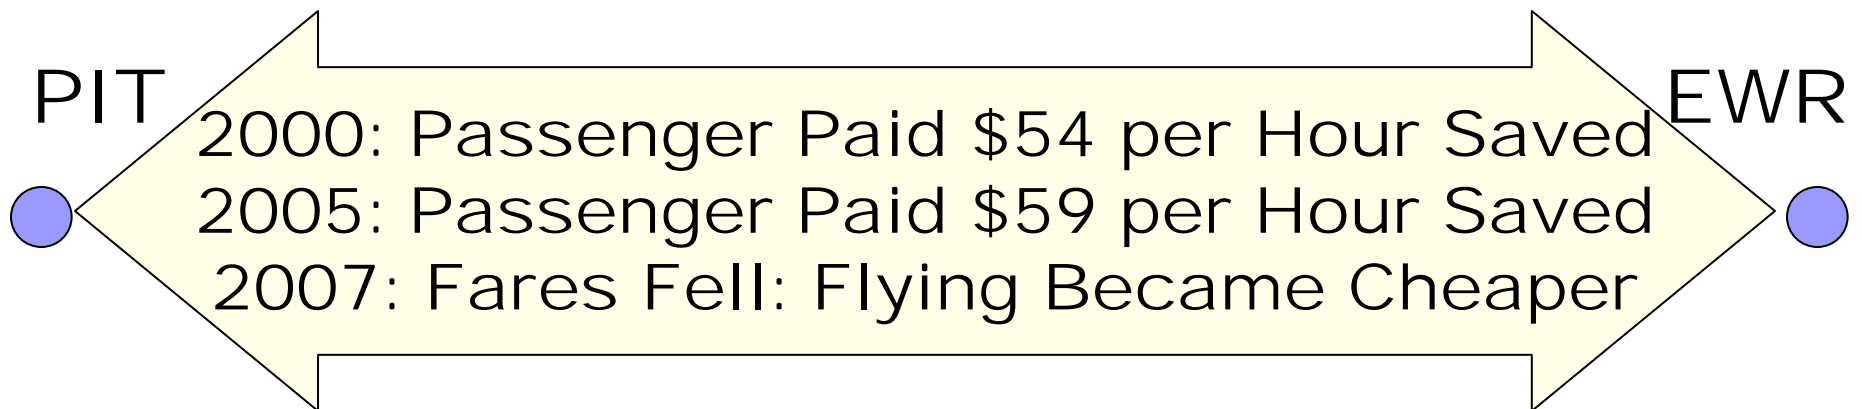 PIT
EWR
2000: Passenger Paid $54 per Hour Saved
2005: Passenger Paid $59 per Hour Saved
2007: Fares Fell: Flying Became Cheaper